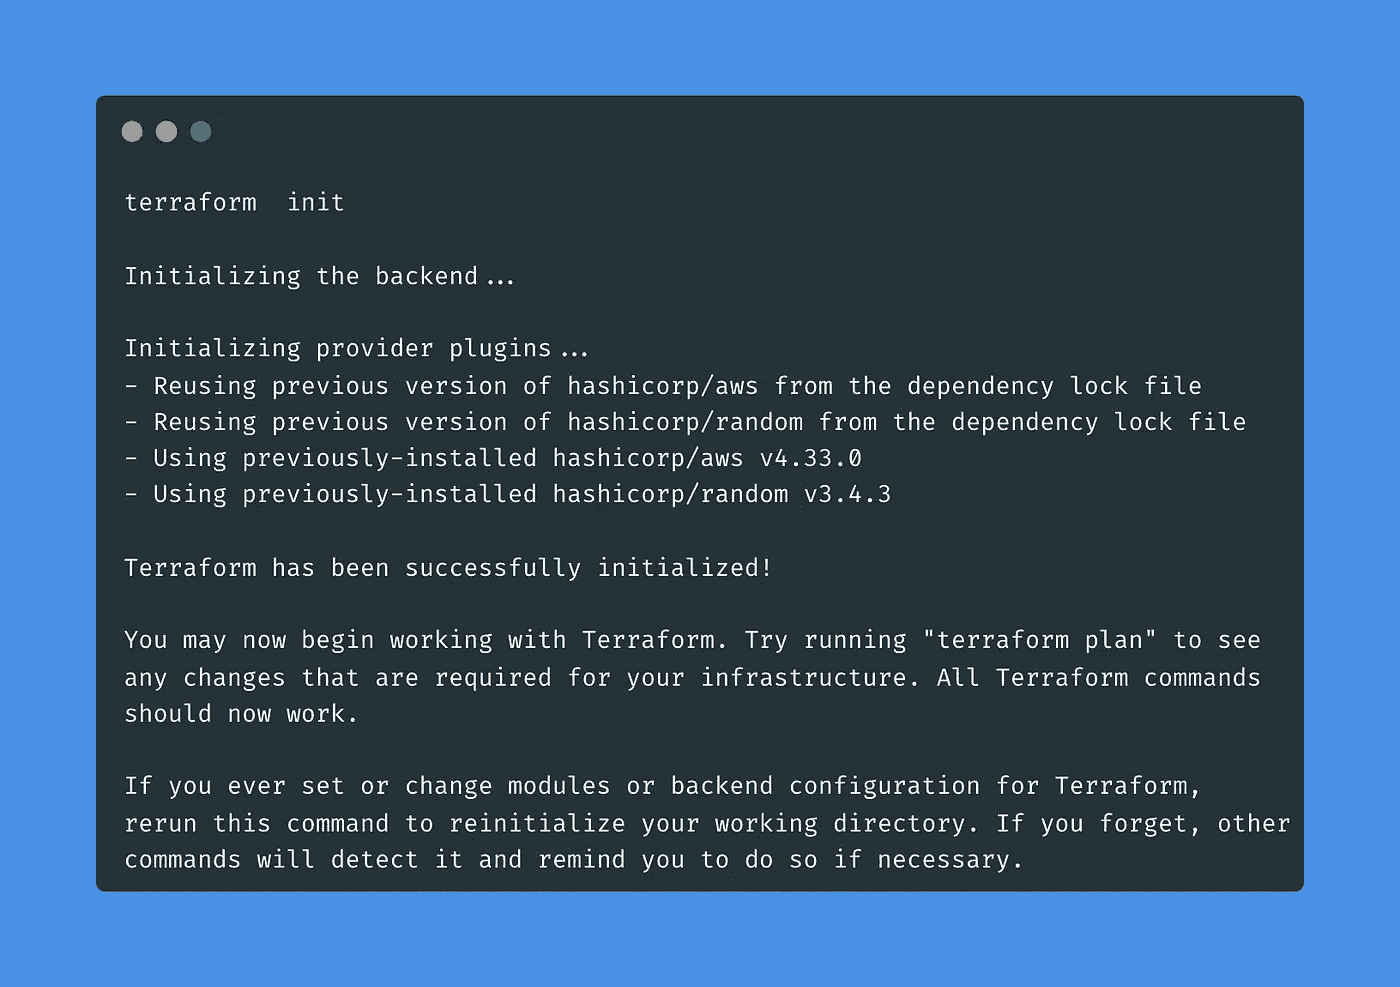 terraform  init
Initializing the backend...
Initializing provider plugins...
- Reusing previous version of hashicorp/aws from the dependency lock file
- Reusing previous version of hashicorp/random from the dependency lock file
- Using previously-installed hashicorp/aws v4.33.0
- Using previously-installed hashicorp/random v3.4.3
Terraform has been successfully initialized!
You may now begin working with Terraform. Try running "terraform plan" to see
any changes that are required for your infrastructure. All Terraform commands
should now work.
If you ever set or change modules or backend configuration for Terraform,
rerun this command to reinitialize your working directory. If you forget, other
commands will detect it and remind you to do so if necessary.